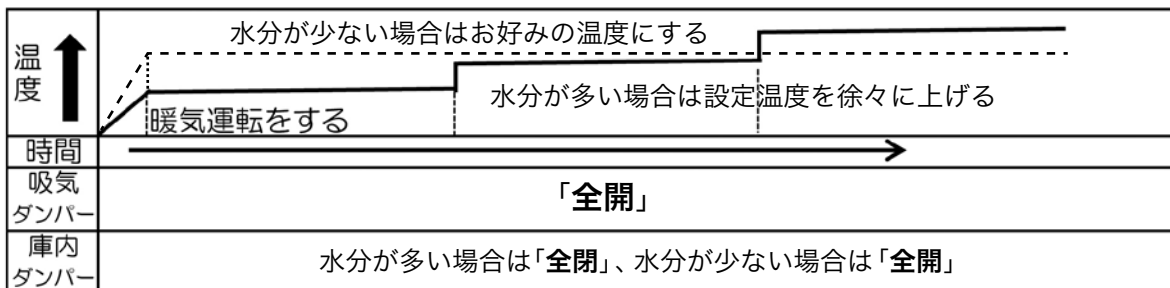 水分が少ない場合はお好みの温度にする
温度
水分が多い場合は設定温度を徐々に上げる
暖気運転をする
時間
吸気
ダンパー
「全開」
庫内
ダンパー
水分が多い場合は「全閉」、水分が少ない場合は「全開」